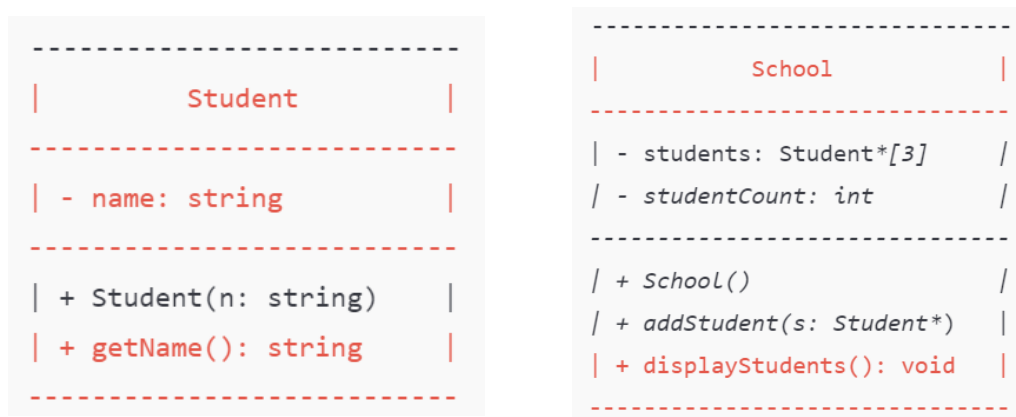 ----------------------------
| Student |
----------------------------
| - name: string |
----------------------------
| + Student(n: string) |
| + getName(): string |
----------------------------
-------------------------------
| School |
-------------------------------
| - students: Student*[3] |
| - studentCount: int |
-------------------------------
| + School() |
| + addStudent(s: Student*) |
| + displayStudents(): void |
-------------------------------